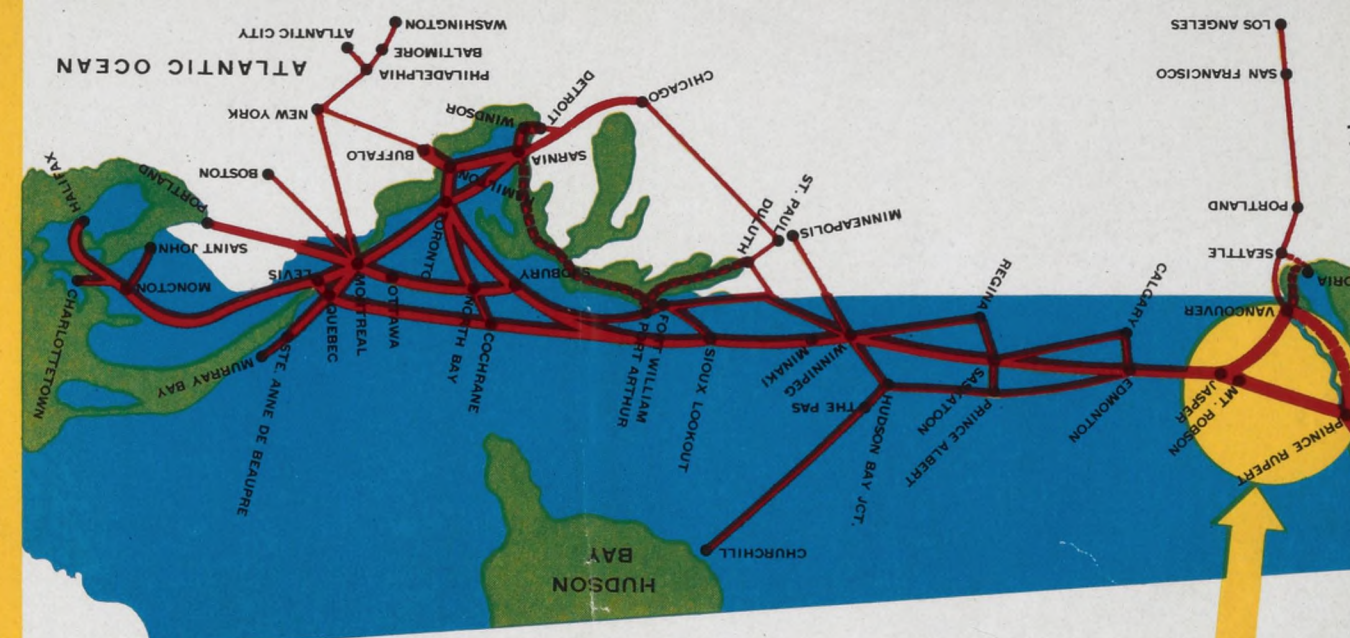 HUDSON
BAY
CHURCHILL
PRINCE RUPERT
MT. ROBSON
JASPER
EDMONTON
CALGARY
PRINCE ALBERT
SASKATOON
REGINA
HUDSON BAY JCT.
THE PAS
WINNIPEG
MINAKI
SIOUX LOOKOUT
FORT WILLIAM
PORT ARTHUR
COCHRANE
NORTH BAY
OTTAWA
MONTREAL
QUEBEC
STE. ANNE DE BEAUPRE
MURRAY BAY
LEVIS
MONCTON
CHARLOTTETOWN
SAINT JOHN
HALIFAX
VANCOUVER
SEATTLE
PORTLAND
SAN FRANCISCO
LOS ANGELES
MINNEAPOLIS
ST. PAUL
DULUTH
SUDBURY
TORONTO
HAMILTON
SARNIA
WINDSOR
DETROIT
CHICAGO
BUFFALO
PORTLAND
BOSTON
NEW YORK
PHILADELPHIA
BALTIMORE
ATLANTIC CITY
WASHINGTON
ATLANTIC OCEAN